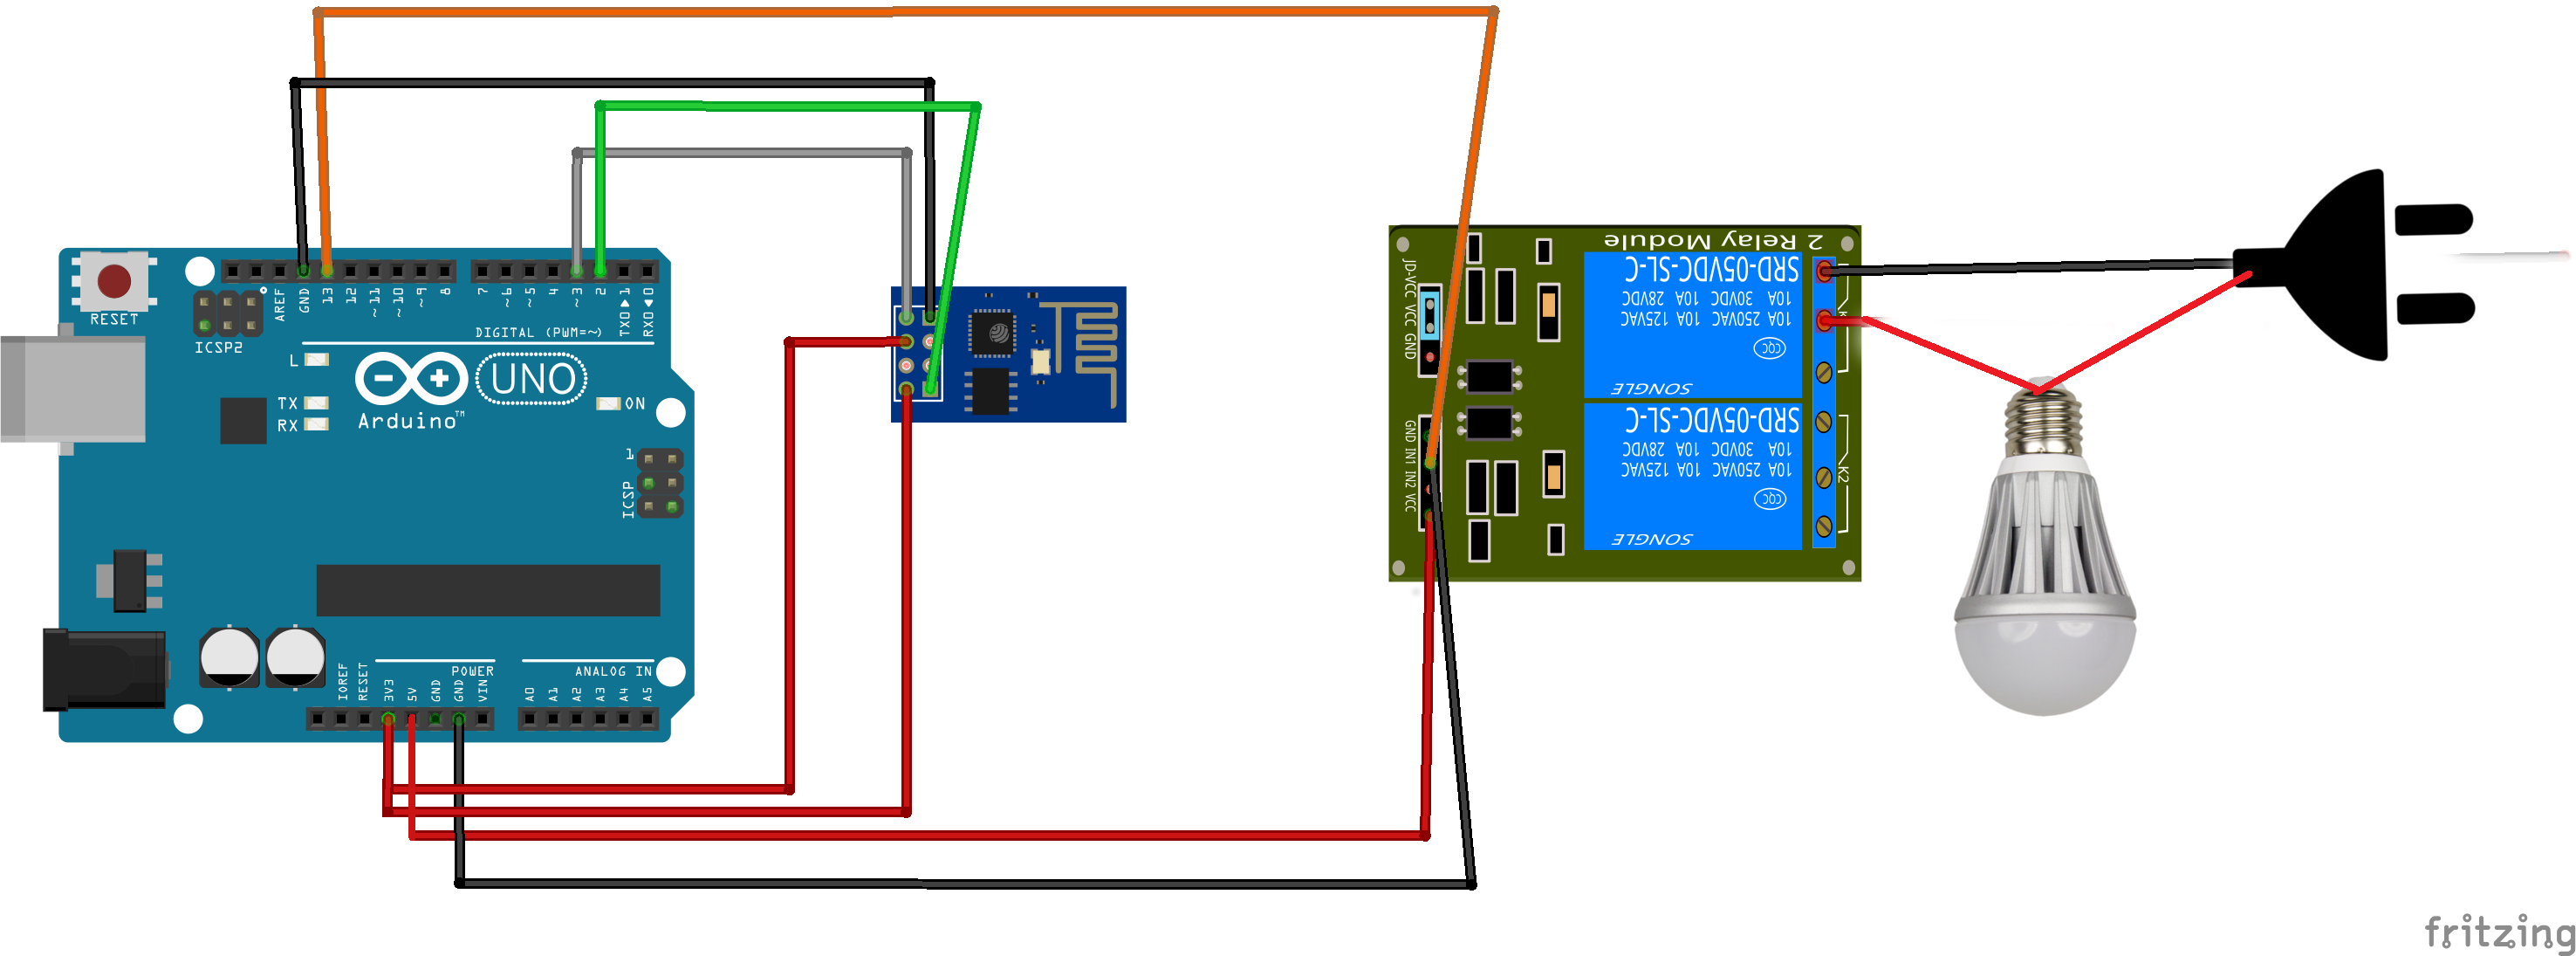 RESET
ICSP2
AREF
GND
13
12
~11
~10
~9
8
7
~6
~5
4
~3
2
TX0▶1
RX0◀0
DIGITAL (PWM=~)
L
TX
RX
Arduino™
UNO
ON
1
ICSP
IOREF
RESET
3V3
5V
GND
GND
VIN
POWER
ANALOG IN
A0
A1
A2
A3
A4
A5
2 Relay Module
JD-VCC VCC GND
GND IN1 IN2 VCC
SRD-05VDC-SL-C
10A 30VDC 10A 28VDC
10A 250VAC 10A 125VAC
CQC
SONGLE
SRD-05VDC-SL-C
10A 30VDC 10A 28VDC
10A 250VAC 10A 125VAC
CQC
SONGLE
K2
fritzing